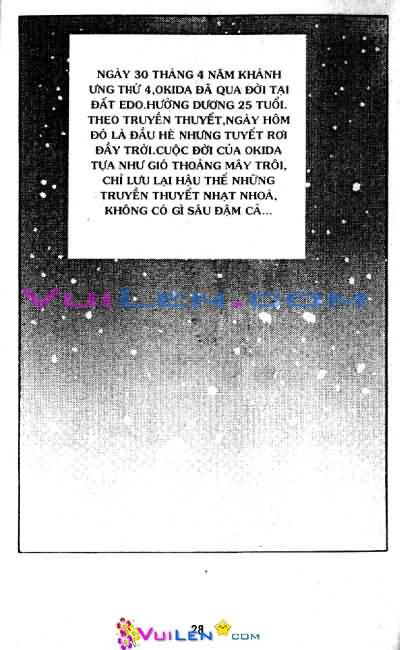 NGÀY 30 THÁNG 4 NĂM KHÁNH
ƯNG THỨ 4,OKIDA ĐÃ QUA ĐỜI TẠI
ĐẤT EDO.HƯỞNG DƯƠNG 25 TUỔI.
THEO TRUYỀN THUYẾT,NGÀY HÔM
ĐÓ LÀ ĐẦU HÈ NHƯNG TUYẾT RƠI
ĐẦY TRỜI.CUỘC ĐỜI CỦA OKIDA
TỰA NHƯ GIÓ THOẢNG MÂY TRÔI,
CHỈ LƯU LẠI HẬU THẾ NHỮNG
TRUYỀN THUYẾT NHẠT NHOÀ,
KHÔNG CÓ GÌ SÂU ĐẬM CẢ...
VUILEN.COM
28
VUILEN
.COM